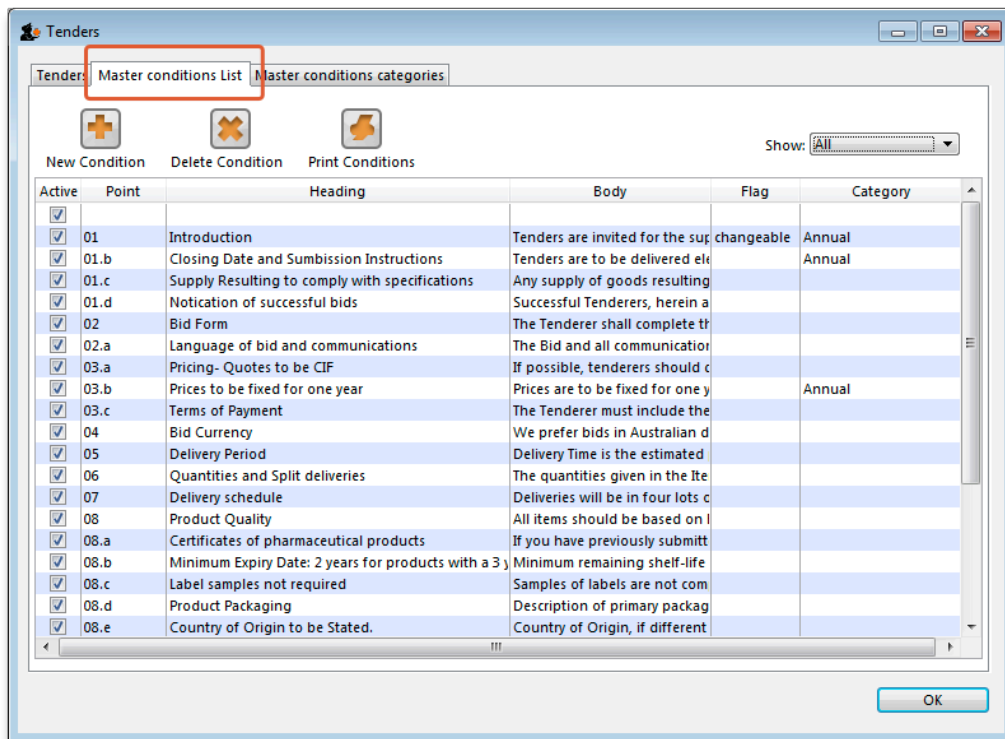 Tenders
Tenders Master conditions List Master conditions categories
New Condition Delete Condition Print Conditions Show: All
Active Point Heading Body Flag Category
01 Introduction Tenders are invited for the sup changeable Annual
01.b Closing Date and Sumbission Instructions Tenders are to be delivered ele Annual
01.c Supply Resulting to comply with specifications Any supply of goods resulting
01.d Notication of successful bids Successful Tenderers, herein a
02 Bid Form The Tenderer shall complete th
02.a Language of bid and communications The Bid and all communication
03.a Pricing- Quotes to be CIF If possible, tenderers should c
03.b Prices to be fixed for one year Prices are to be fixed for one y Annual
03.c Terms of Payment The Tenderer must include the
04 Bid Currency We prefer bids in Australian d
05 Delivery Period Delivery Time is the estimated
06 Quantities and Split deliveries The quantities given in the Ite
07 Delivery schedule Deliveries will be in four lots o
08 Product Quality All items should be based on
08.a Certificates of pharmaceutical products If you have previously submitt
08.b Minimum Expiry Date: 2 years for products with a 3 y Minimum remaining shelf-life
08.c Label samples not required Samples of labels are not com
08.d Product Packaging Description of primary packag
08.e Country of Origin to be Stated. Country of Origin, if different
OK